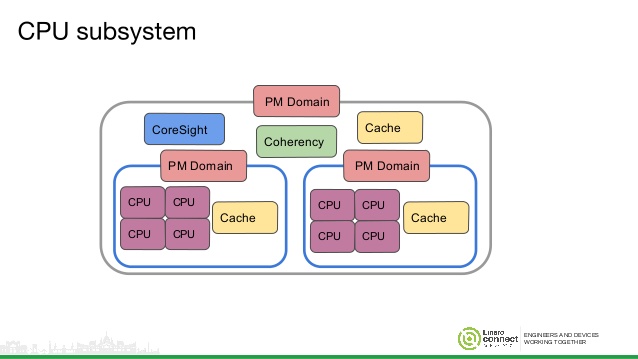 CPU subsystem
PM Domain
CoreSight
Coherency
Cache
PM Domain
PM Domain
CPU CPU
CPU CPU
Cache
CPU CPU
CPU CPU
Cache
Linaro
connect
ENGINEERS AND DEVICES
WORKING TOGETHER